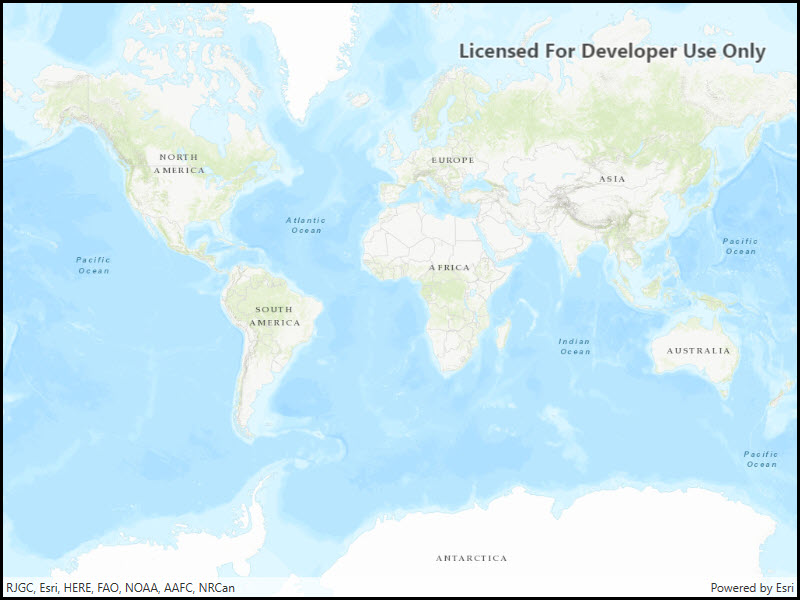 Licensed For Developer Use Only
NORTH
AMERICA
EUROPE
ASIA
Atlantic
Ocean
Pacific
Ocean
Pacific
Ocean
AFRICA
SOUTH
AMERICA
Indian
Ocean
AUSTRALIA
Pacific
Ocean
ANTARCTICA
RJGC, Esri, HERE, FAO, NOAA, AAFC, NRCan
Powered by Esri